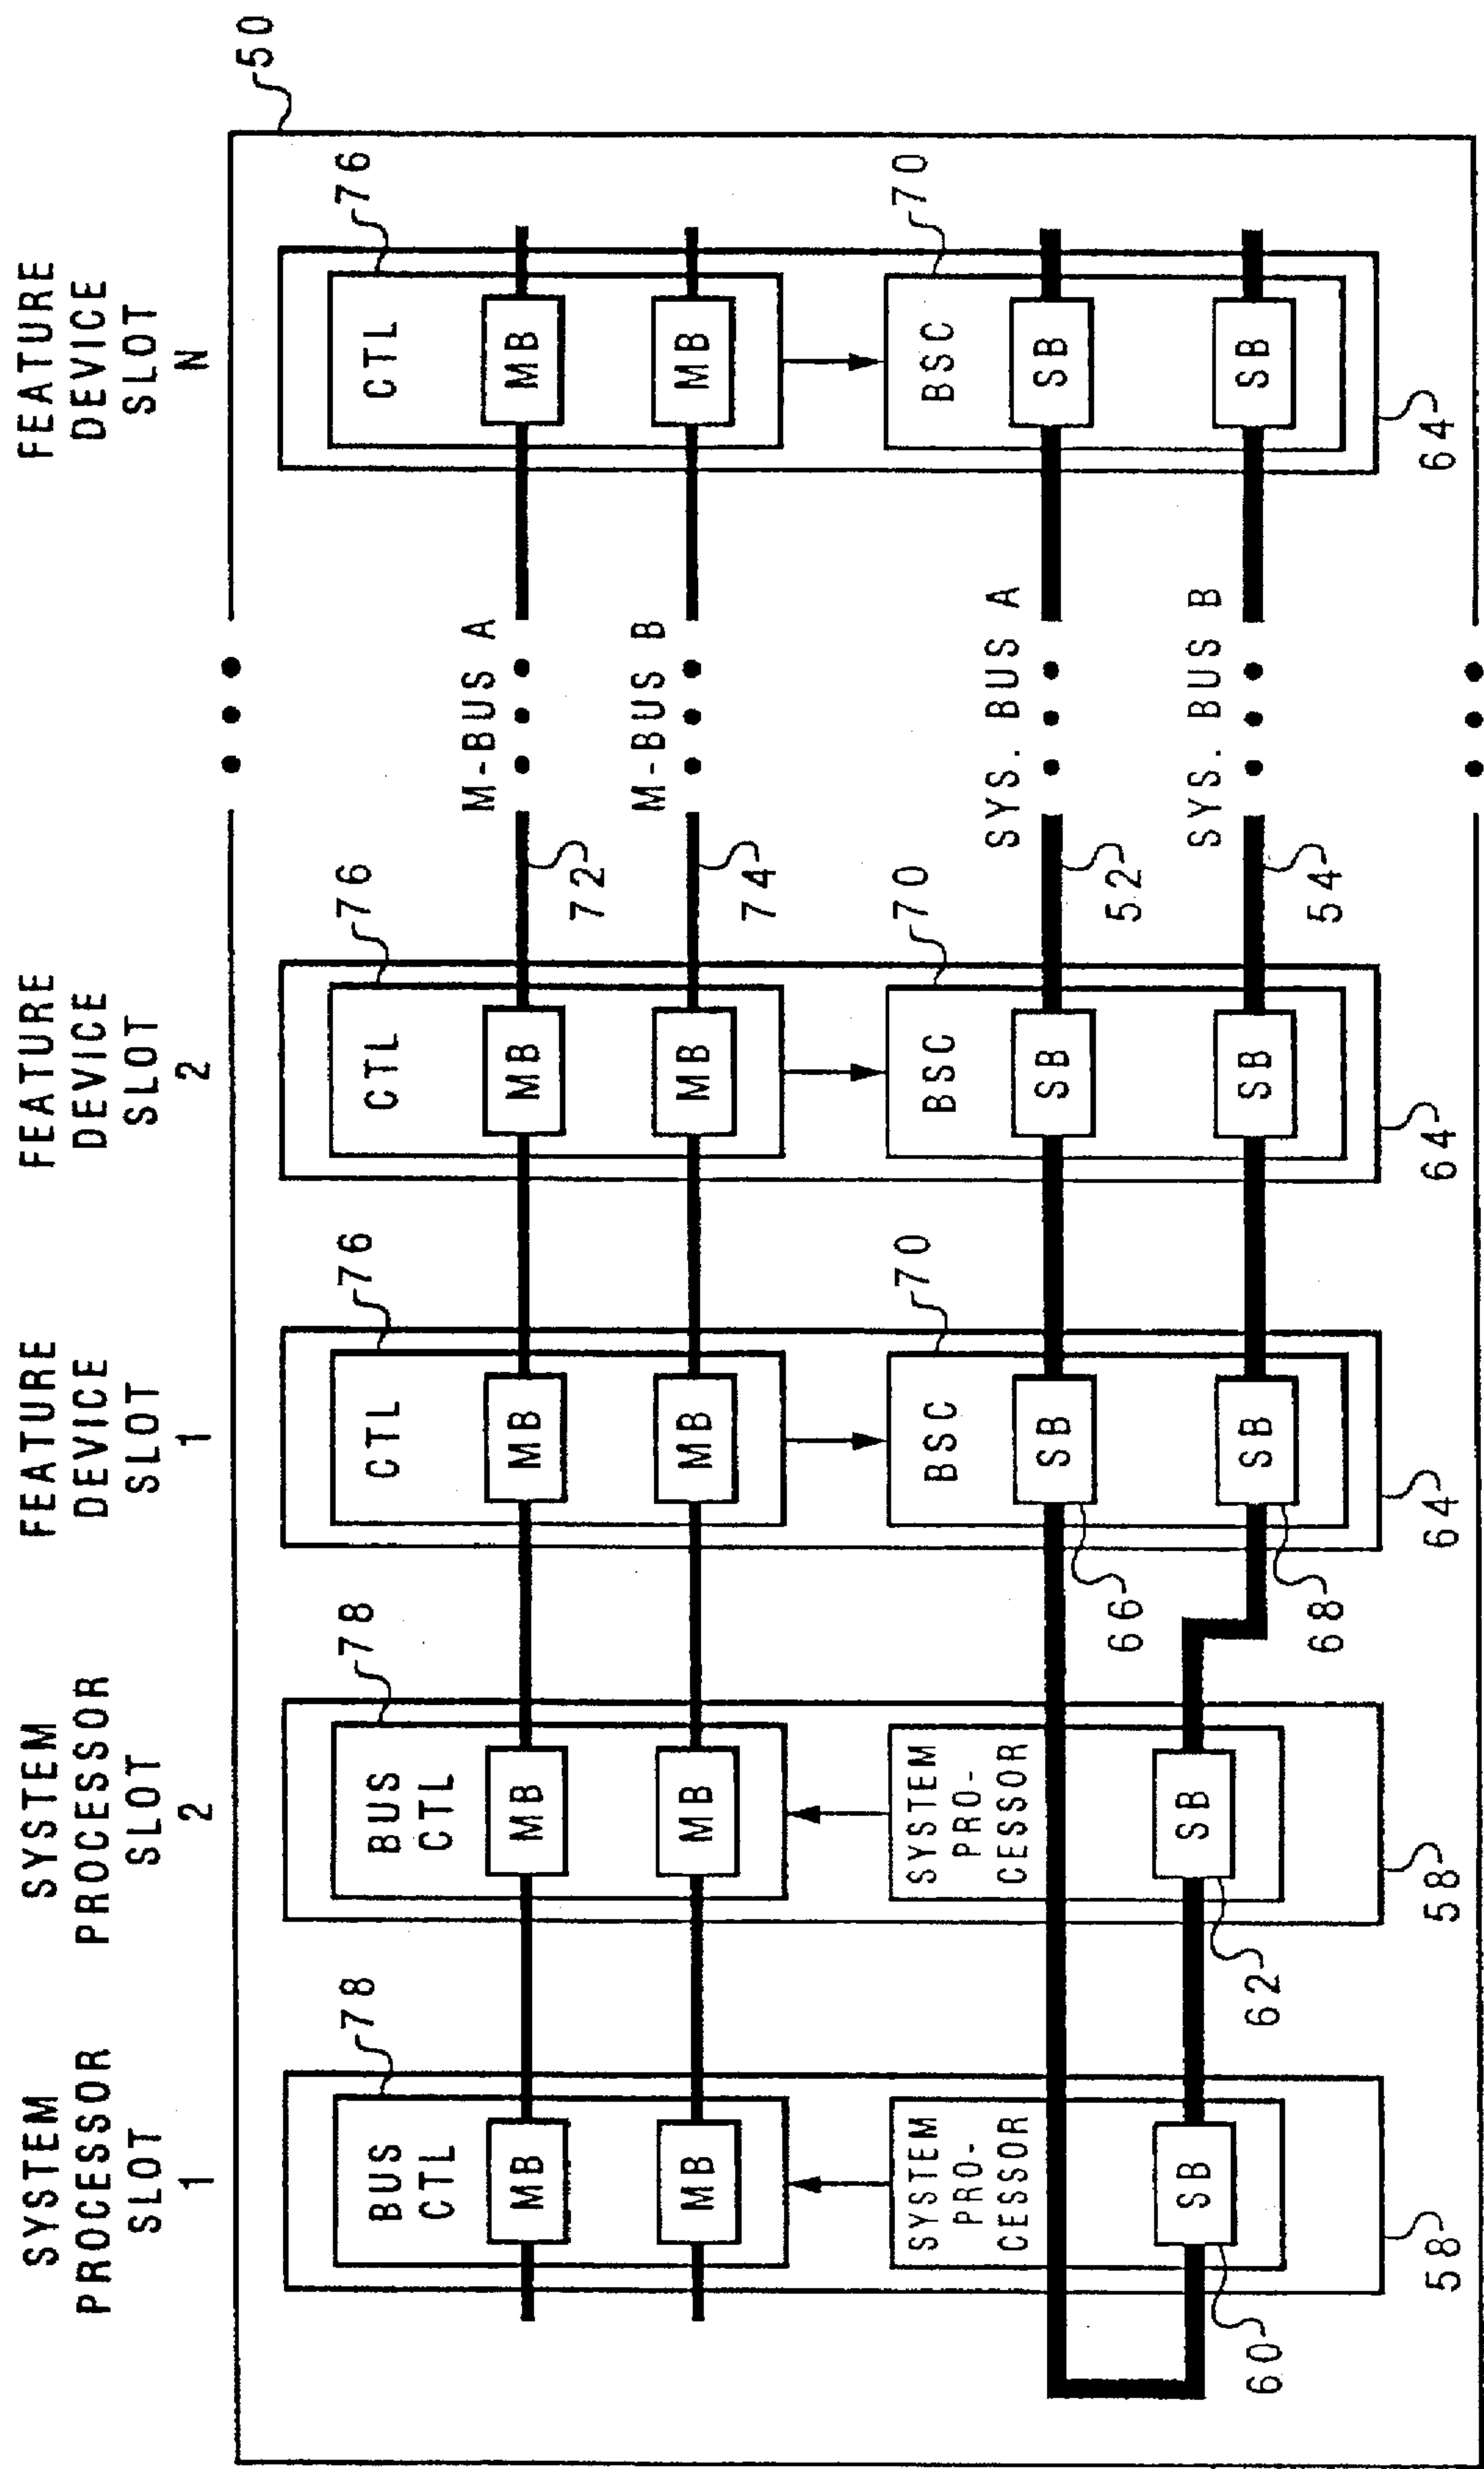 SYSTEM
PROCESSOR
SLOT
1
SYSTEM
PROCESSOR
SLOT
2
FEATURE
DEVICE
SLOT
1
FEATURE
DEVICE
SLOT
2
FEATURE
DEVICE
SLOT
N
50
78
78
76
76
76
BUS
CTL
BUS
CTL
CTL
CTL
CTL
MB
MB
MB
MB
MB
M-BUS A
72
MB
MB
MB
MB
MB
M-BUS B
74
70
70
70
SYSTEM
PRO-
CESSOR
SYSTEM
PRO-
CESSOR
BSC
BSC
BSC
SB
SB
SB
SYS. BUS A
66
52
SB
SB
SB
SB
SB
SYS. BUS B
60
62
68
54
58
58
64
64
64